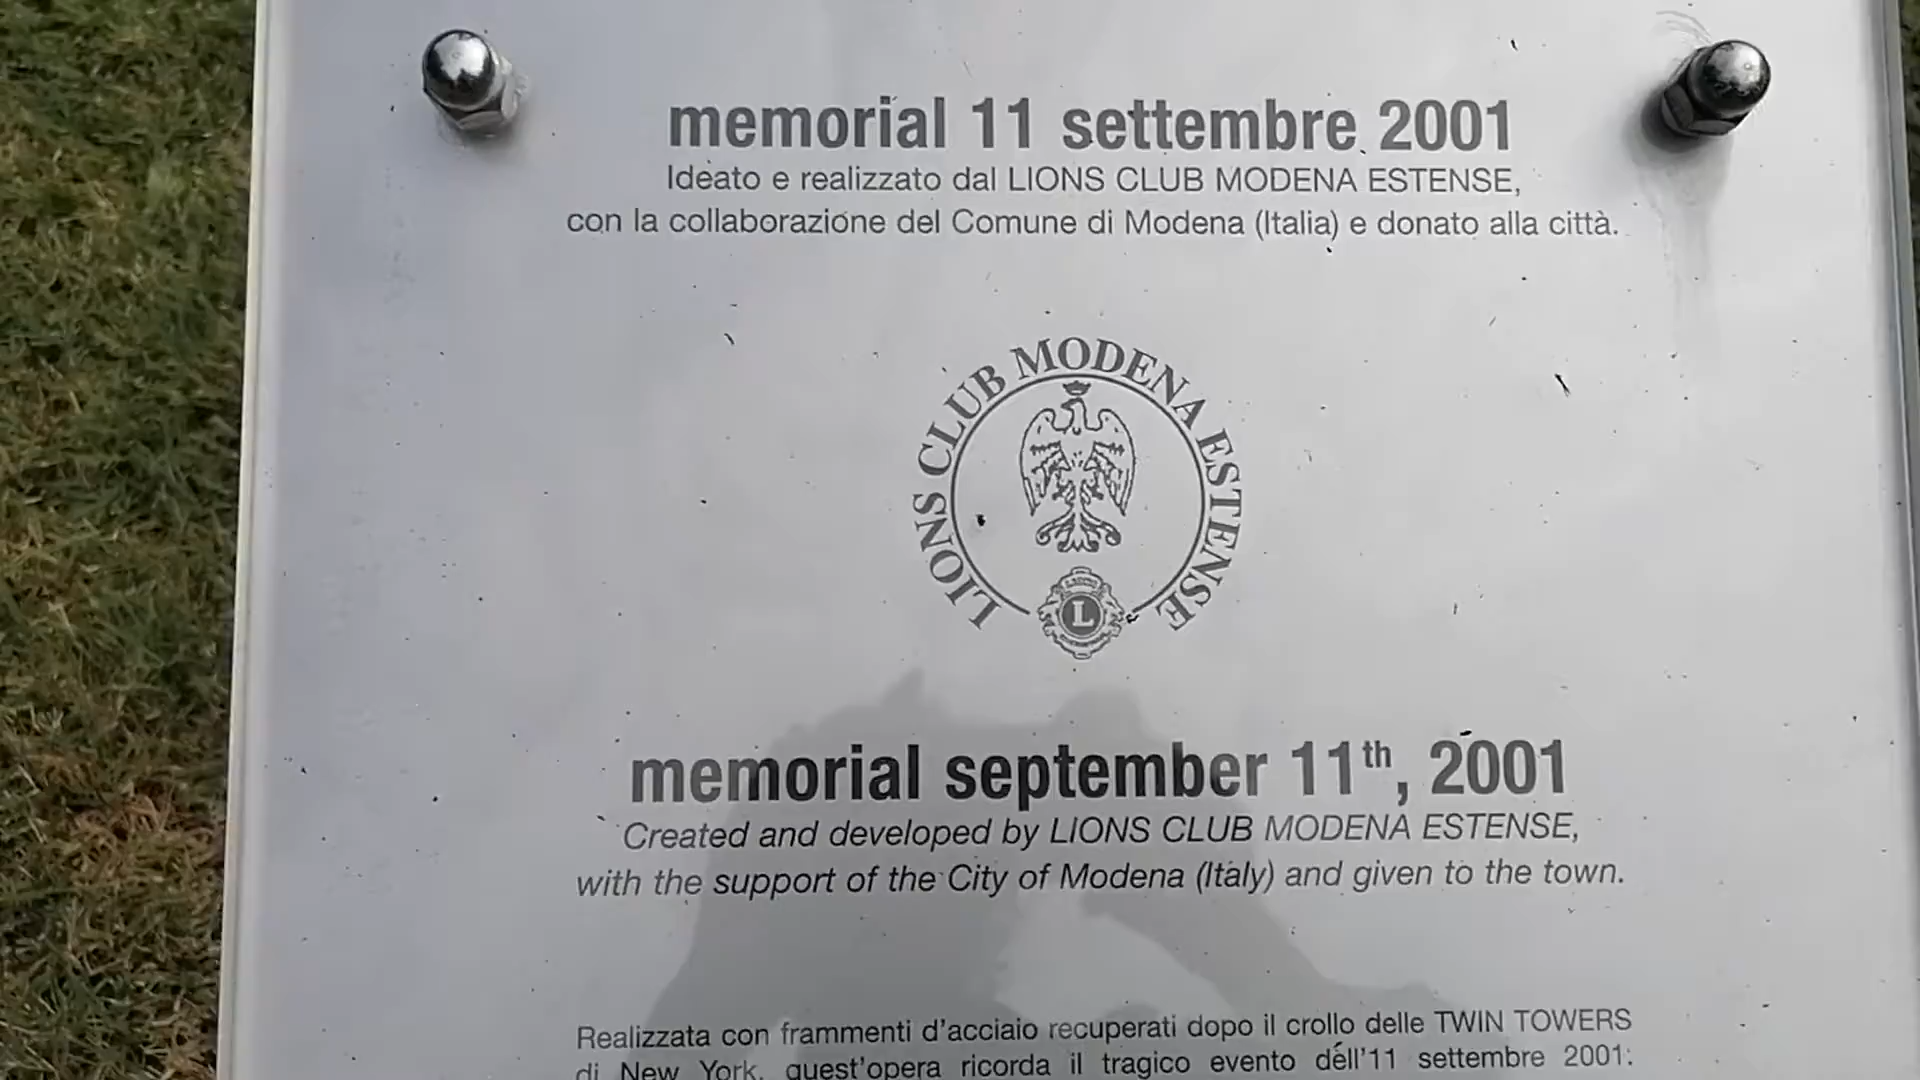 memorial 11 settembre 2001
Ideato e realizzato dal LIONS CLUB MODENA ESTENSE,
con la collaborazione del Comune di Modena (Italia) e donato alla città.
LIONS CLUB MODENA ESTENSE
L
memorial september 11th, 2001
Created and developed by LIONS CLUB MODENA ESTENSE,
with the support of the City of Modena (Italy) and given to the town.
Realizzata con frammenti d'acciaio recuperati dopo il crollo delle TWIN TOWERS
di New York, quest'opera ricorda il tragico evento dell'11 settembre 2001: